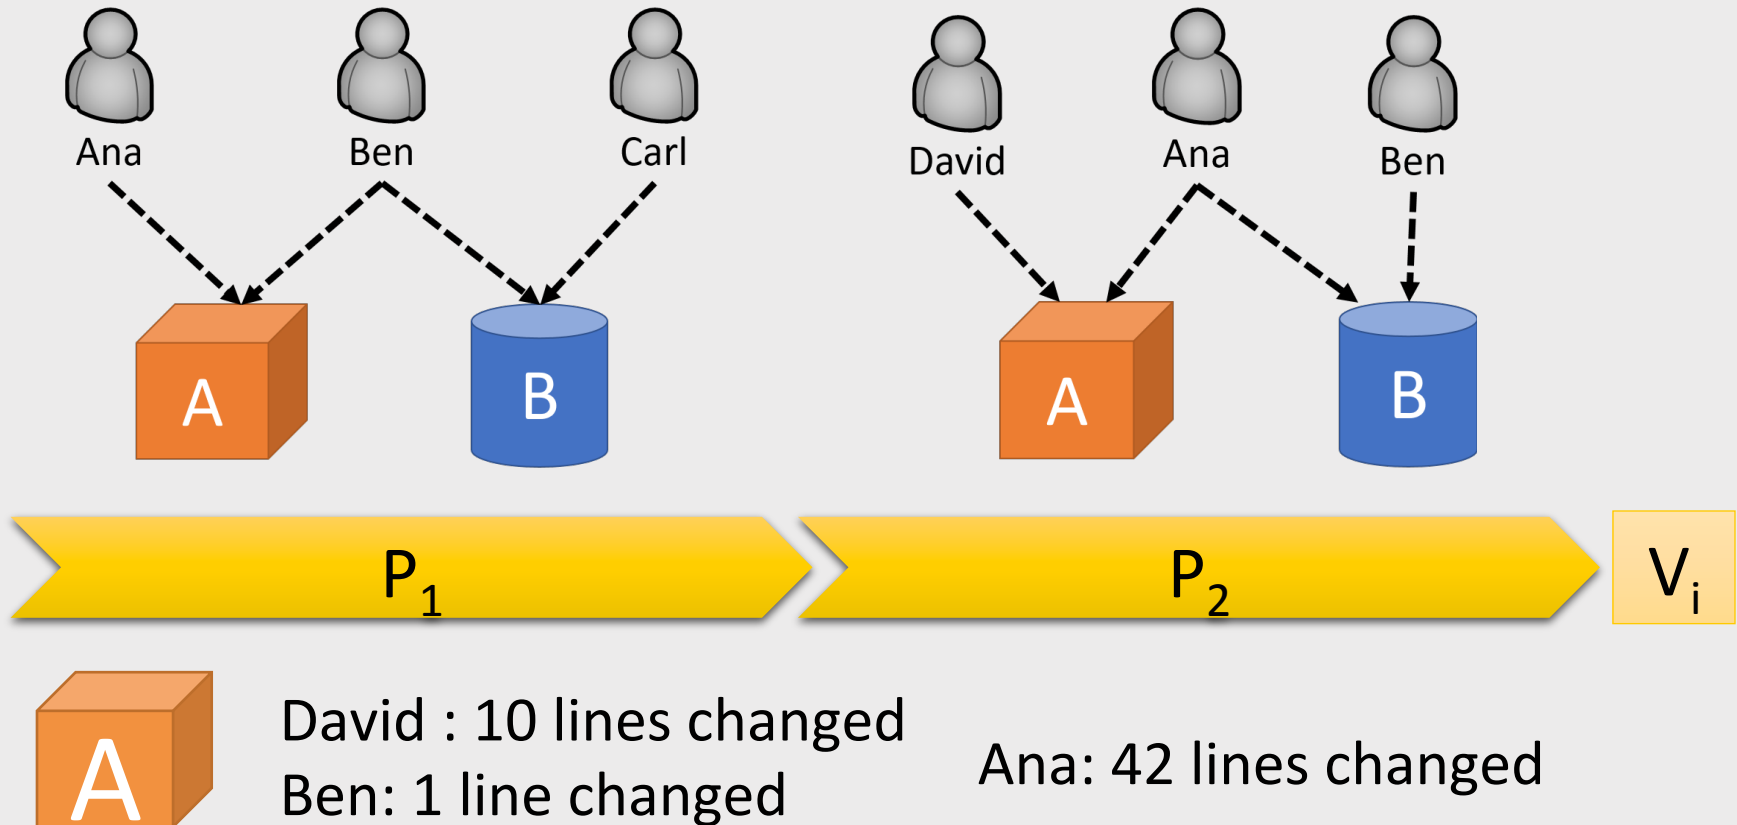 Ana
Ben
Carl
David
Ana
Ben
A
B
A
B
P1
P2
Vi
A
David : 10 lines changed
Ben: 1 line changed
Ana: 42 lines changed